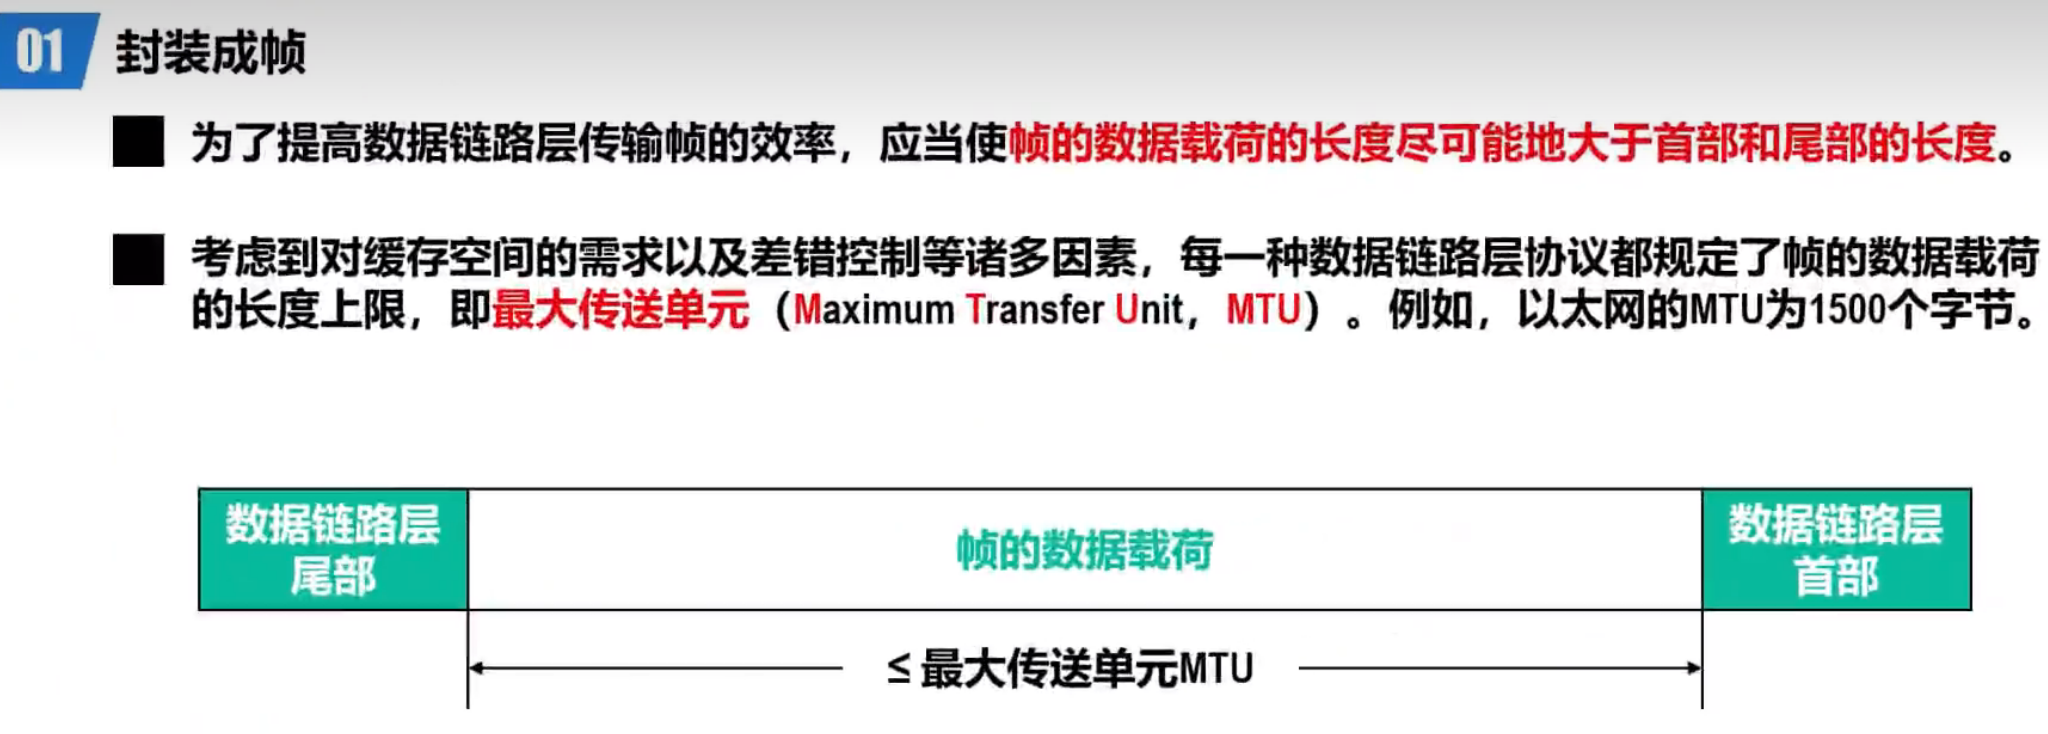 01 封装成帧
为了提高数据链路层传输帧的效率，应当使帧的数据载荷的长度尽可能地大于首部和尾部的长度。
考虑到对缓存空间的需求以及差错控制等诸多因素，每一种数据链路层协议都规定了帧的数据载荷
的长度上限，即最大传送单元（Maximum Transfer Unit，MTU）。例如，以太网的MTU为1500个字节。
数据链路层
尾部
帧的数据载荷
数据链路层
首部
≤ 最大传送单元MTU